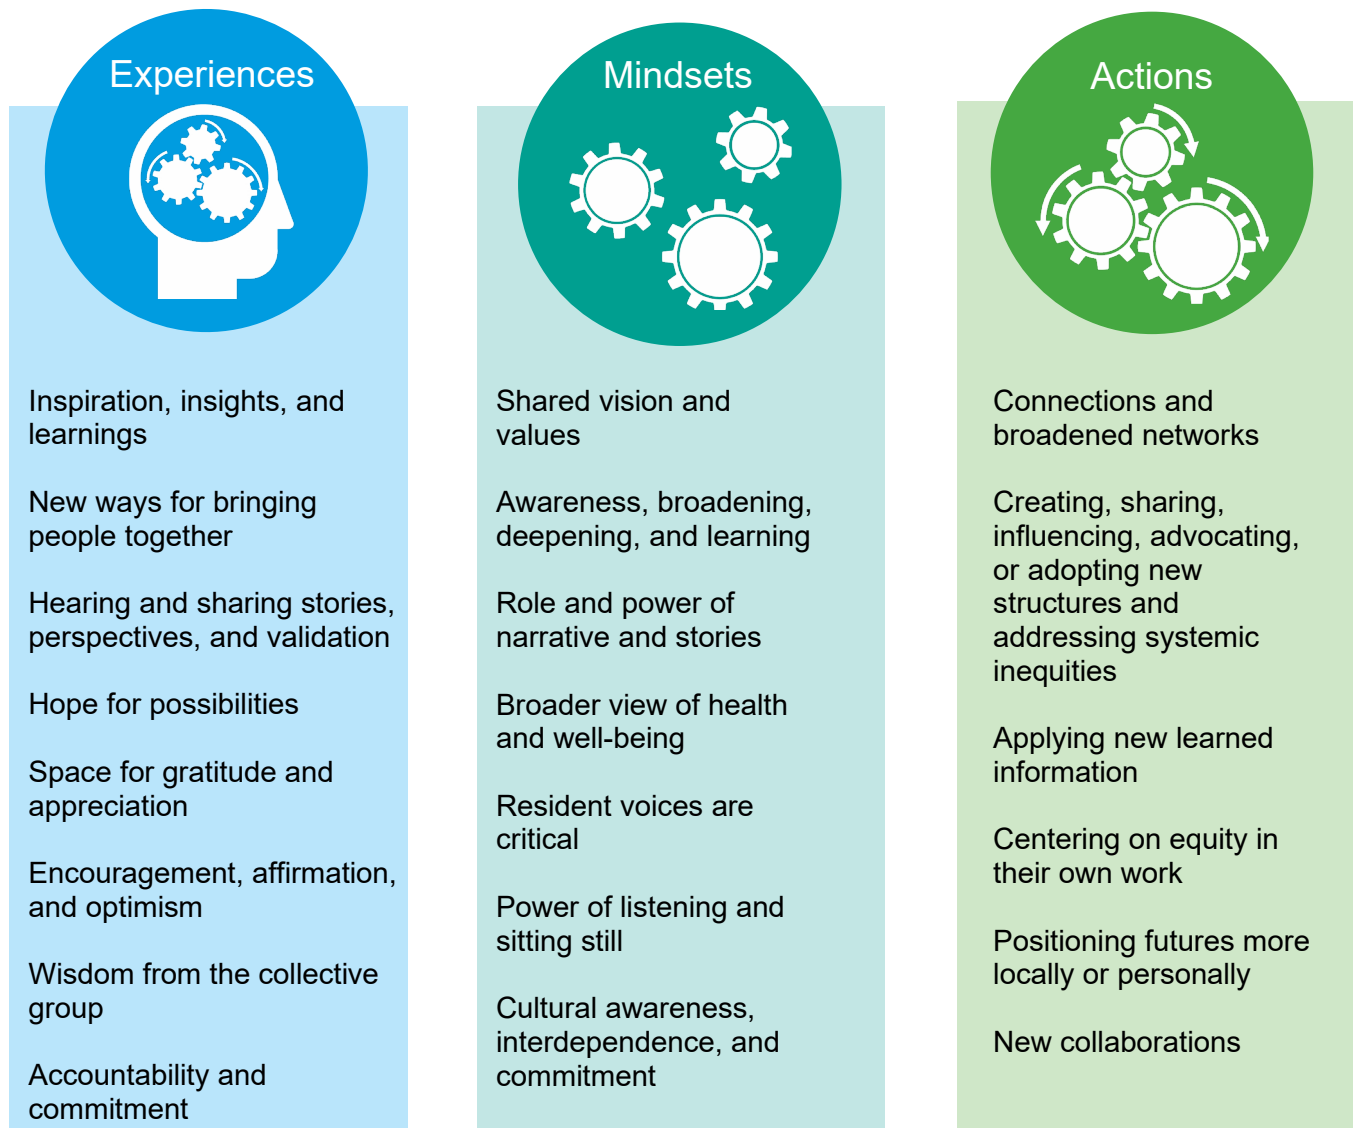 Experiences
Inspiration, insights, and
learnings
New ways for bringing
people together
Hearing and sharing stories,
perspectives, and validation
Hope for possibilities
Space for gratitude and
appreciation
Encouragement, affirmation,
and optimism
Wisdom from the collective
group
Accountability and
commitment
Mindsets
Shared vision and
values
Awareness, broadening,
deepening, and learning
Role and power of
narrative and stories
Broader view of health
and well-being
Resident voices are
critical
Power of listening and
sitting still
Cultural awareness,
interdependence, and
commitment
Actions
Connections and
broadened networks
Creating, sharing,
influencing, advocating,
or adopting new
structures and
addressing systemic
inequities
Applying new learned
information
Centering on equity in
their own work
Positioning futures more
locally or personally
New collaborations